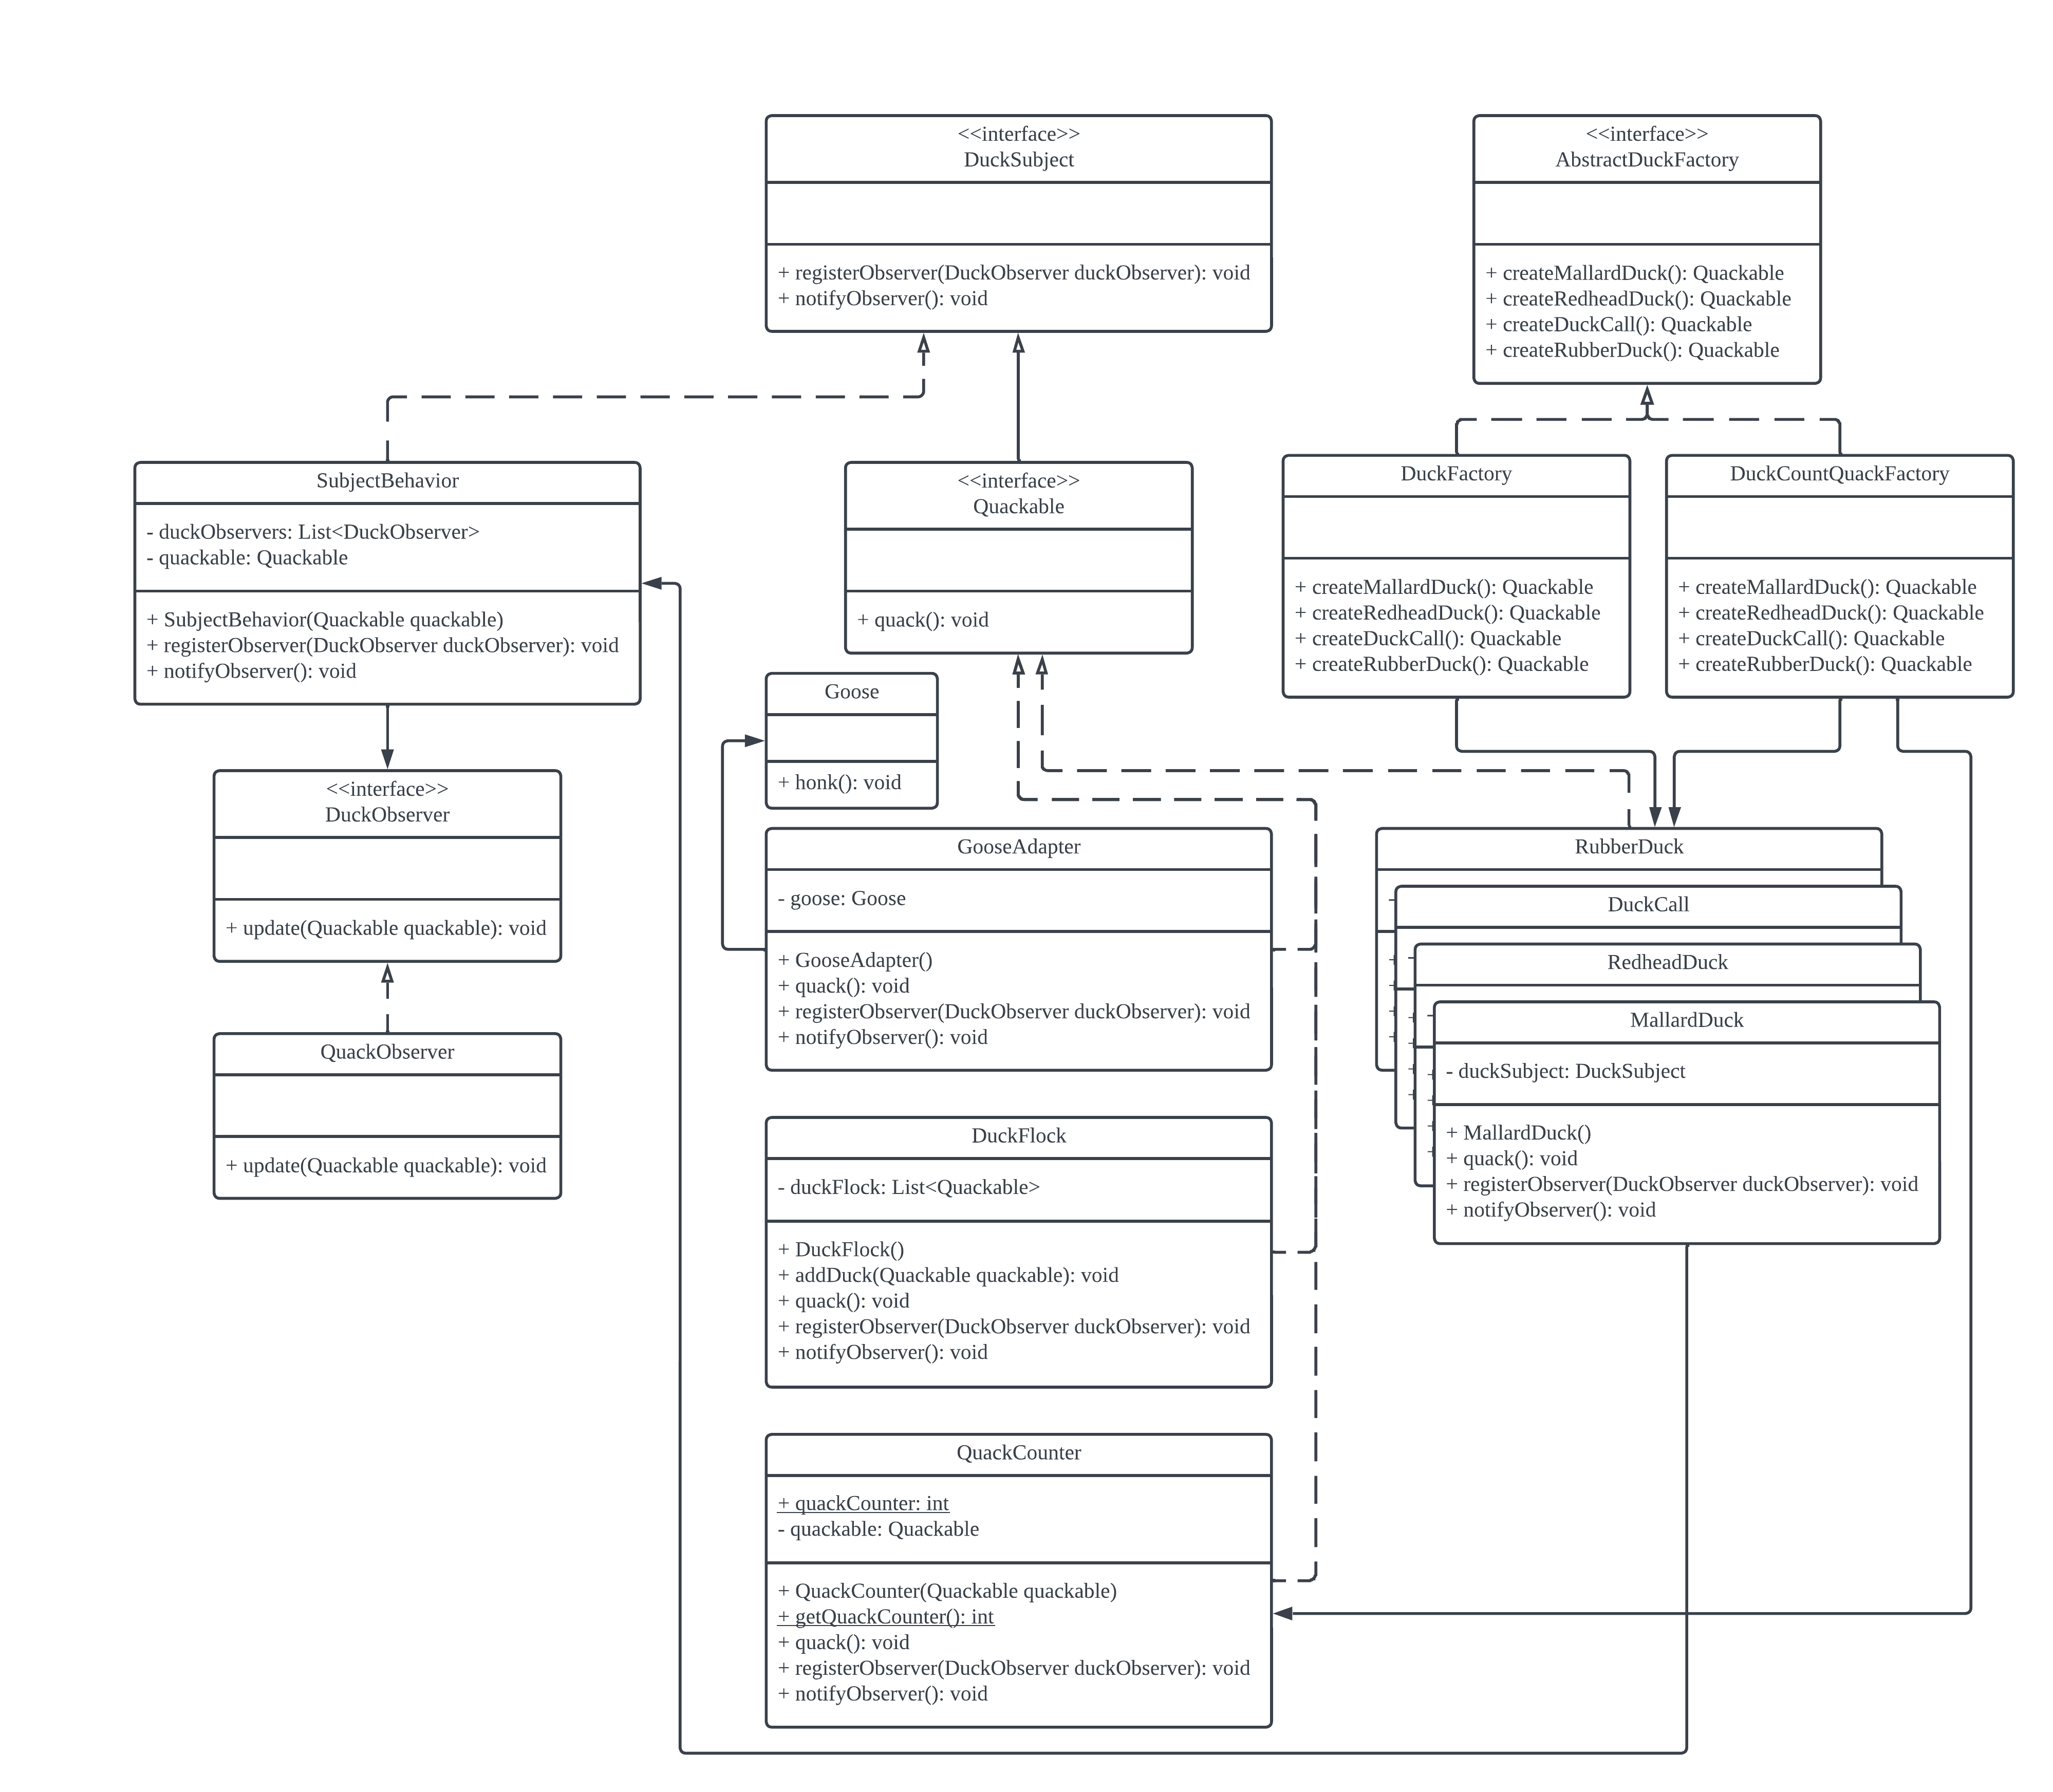 <<interface>>
DuckSubject
+ registerObserver(DuckObserver duckObserver): void
+ notifyObserver(): void
<<interface>>
AbstractDuckFactory
+ createMallardDuck(): Quackable
+ createRedheadDuck(): Quackable
+ createDuckCall(): Quackable
+ createRubberDuck(): Quackable
SubjectBehavior
- duckObservers: List<DuckObserver>
- quackable: Quackable
+ SubjectBehavior(Quackable quackable)
+ registerObserver(DuckObserver duckObserver): void
+ notifyObserver(): void
<<interface>>
Quackable
+ quack(): void
DuckFactory
+ createMallardDuck(): Quackable
+ createRedheadDuck(): Quackable
+ createDuckCall(): Quackable
+ createRubberDuck(): Quackable
DuckCountQuackFactory
+ createMallardDuck(): Quackable
+ createRedheadDuck(): Quackable
+ createDuckCall(): Quackable
+ createRubberDuck(): Quackable
Goose
+ honk(): void
<<interface>>
DuckObserver
+ update(Quackable quackable): void
QuackObserver
+ update(Quackable quackable): void
GooseAdapter
- goose: Goose
+ GooseAdapter()
+ quack(): void
+ registerObserver(DuckObserver duckObserver): void
+ notifyObserver(): void
RubberDuck
DuckCall
RedheadDuck
MallardDuck
- duckSubject: DuckSubject
+ MallardDuck()
+ quack(): void
+ registerObserver(DuckObserver duckObserver): void
+ notifyObserver(): void
DuckFlock
- duckFlock: List<Quackable>
+ DuckFlock()
+ addDuck(Quackable quackable): void
+ quack(): void
+ registerObserver(DuckObserver duckObserver): void
+ notifyObserver(): void
QuackCounter
+ quackCounter: int
- quackable: Quackable
+ QuackCounter(Quackable quackable)
+ getQuackCounter(): int
+ quack(): void
+ registerObserver(DuckObserver duckObserver): void
+ notifyObserver(): void